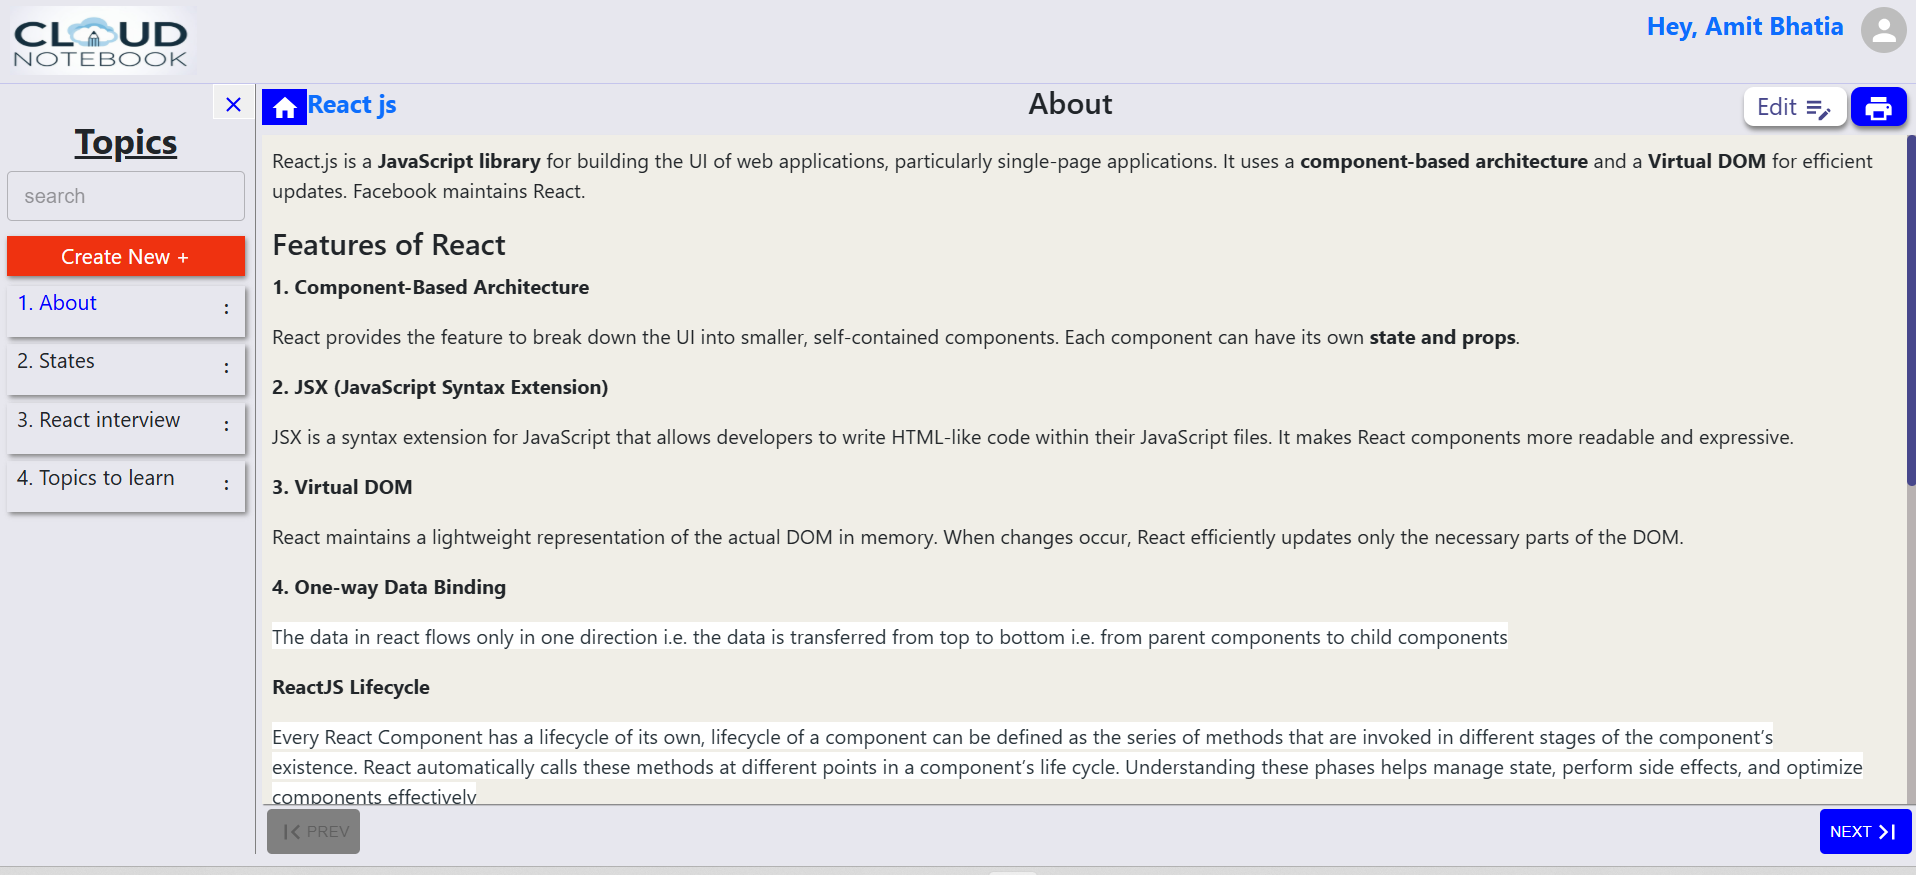 CLOUD
NOTEBOOK
Hey, Amit Bhatia
Topics
search
Create New +
1. About
:
2. States
:
3. React interview
:
4. Topics to learn
:
React js
About
Edit
React.js is a JavaScript library for building the UI of web applications, particularly single-page applications. It uses a component-based architecture and a Virtual DOM for efficient
updates. Facebook maintains React.
Features of React
1. Component-Based Architecture
React provides the feature to break down the UI into smaller, self-contained components. Each component can have its own state and props.
2. JSX (JavaScript Syntax Extension)
JSX is a syntax extension for JavaScript that allows developers to write HTML-like code within their JavaScript files. It makes React components more readable and expressive.
3. Virtual DOM
React maintains a lightweight representation of the actual DOM in memory. When changes occur, React efficiently updates only the necessary parts of the DOM.
4. One-way Data Binding
The data in react flows only in one direction i.e. the data is transferred from top to bottom i.e. from parent components to child components
ReactJS Lifecycle
Every React Component has a lifecycle of its own, lifecycle of a component can be defined as the series of methods that are invoked in different stages of the component’s
existence. React automatically calls these methods at different points in a component’s life cycle. Understanding these phases helps manage state, perform side effects, and optimize
components effectively
PREV
NEXT